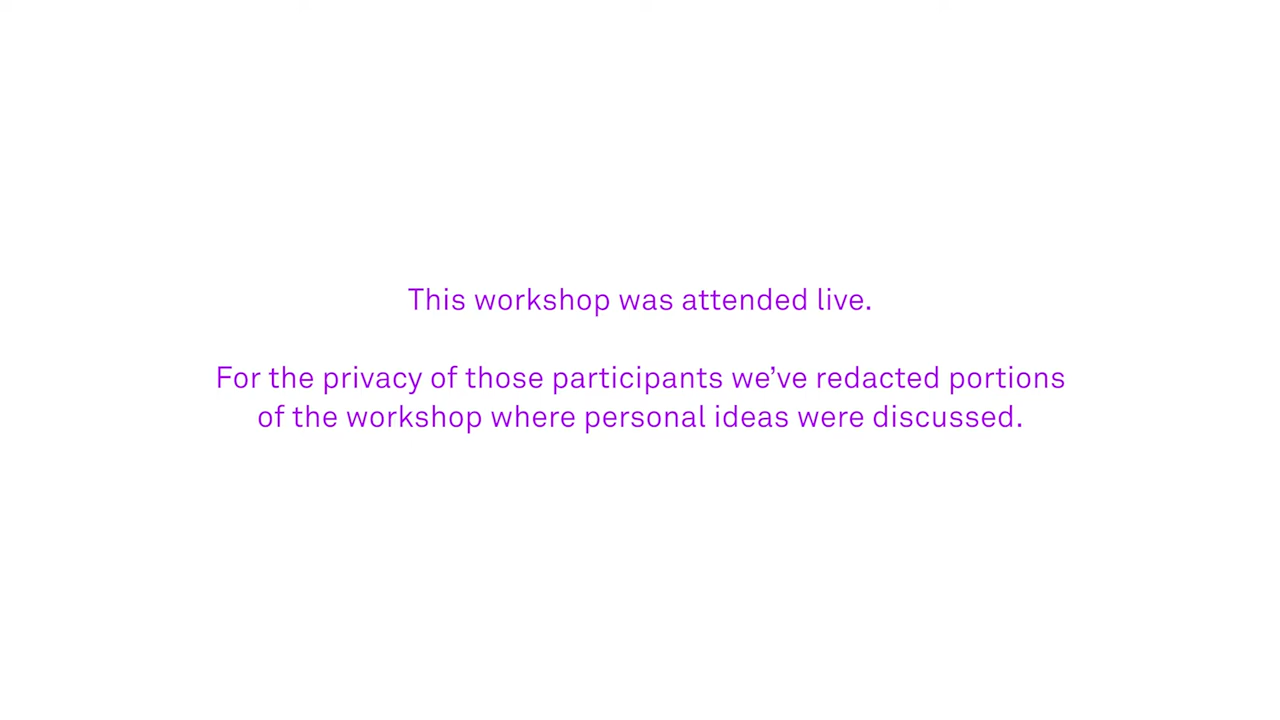 This workshop was attended live.
For the privacy of those participants we’ve redacted portions
of the workshop where personal ideas were discussed.